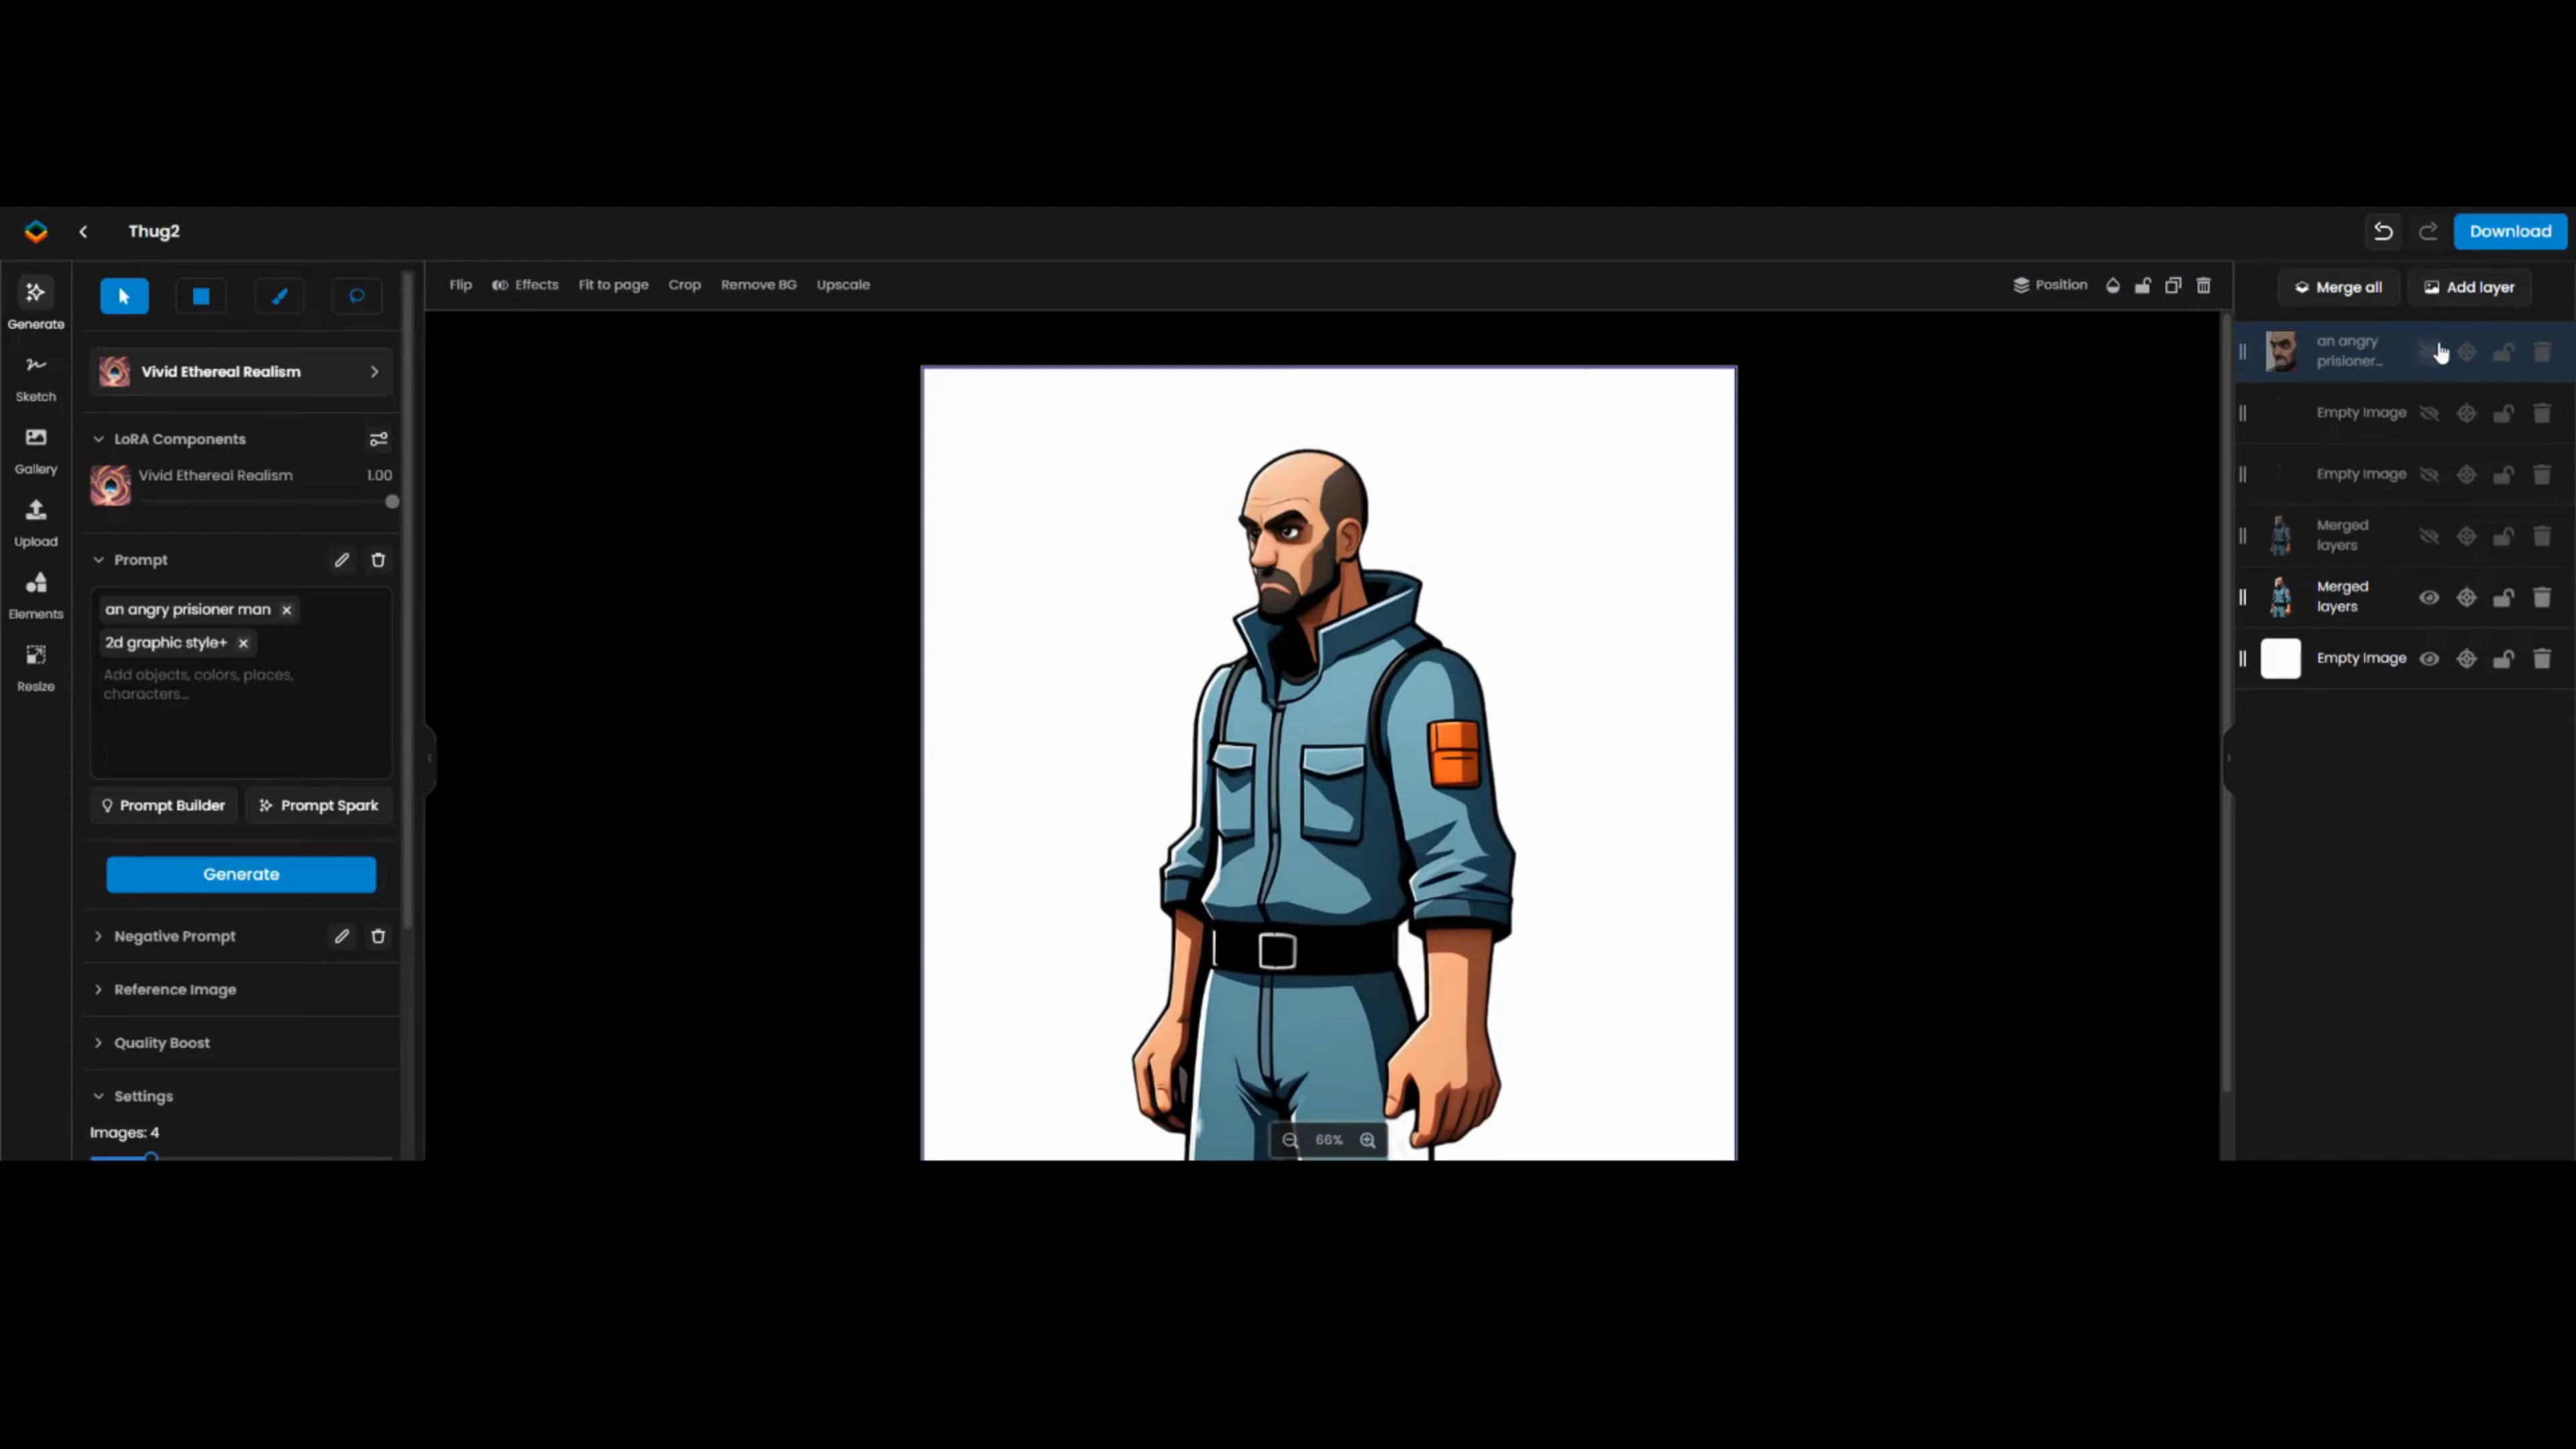 Thug2
Download
Generate
Sketch
Gallery
Upload
Elements
Resize
Vivid Ethereal Realism
LoRA Components
Vivid Ethereal Realism 1.00
Prompt
an angry prisioner man
2d graphic style+
Add objects, colors, places,
characters...
Prompt Builder
Prompt Spark
Generate
Negative Prompt
Reference Image
Quality Boost
Settings
Images: 4
Flip Effects Fit to page Crop Remove BG Upscale
Position
66%
Merge all
Add layer
an angry
prisioner...
Empty Image
Empty Image
Merged
layers
Merged
layers
Empty Image